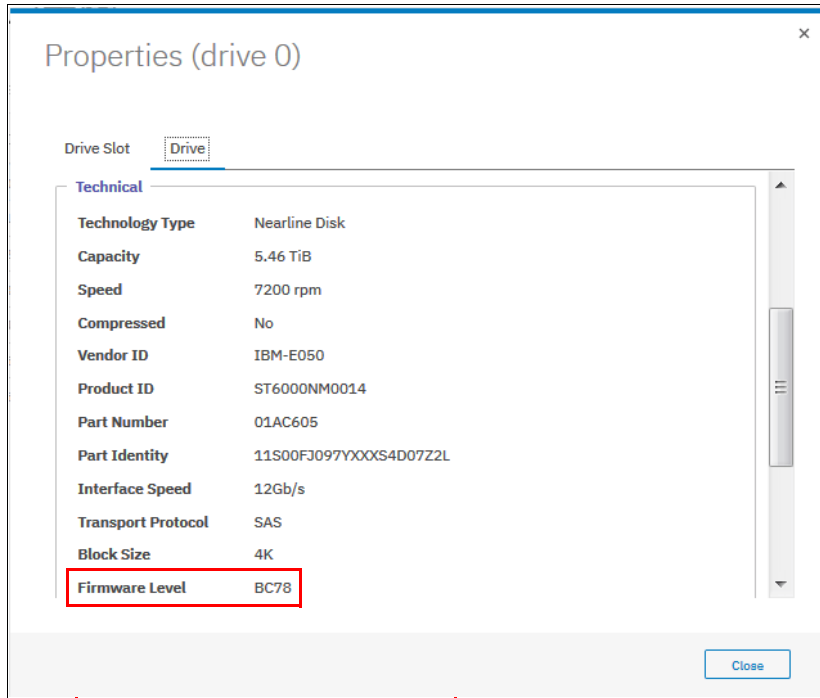 ×
Properties (drive 0)
Drive Slot Drive
Technical
Technology Type Nearline Disk
Capacity 5.46 TiB
Speed 7200 rpm
Compressed No
Vendor ID IBM-E050
Product ID ST6000NM0014
Part Number 01AC605
Part Identity 11S00FJ097YXXXS4D07Z2L
Interface Speed 12Gb/s
Transport Protocol SAS
Block Size 4K
Firmware Level BC78
Close